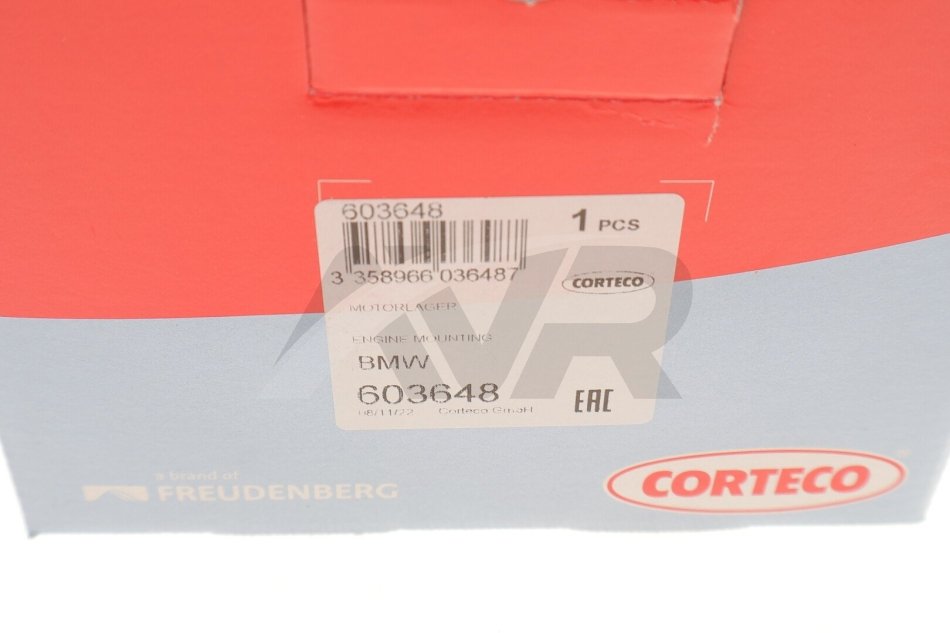 603648
1 PCS
3 358966 036487
CORTECO
MOTORLAGER
ENGINE MOUNTING
BMW
603648
08/11/22 Corteco GmbH
EAC
NR
a brand of
FREUDENBERG
CORTECO